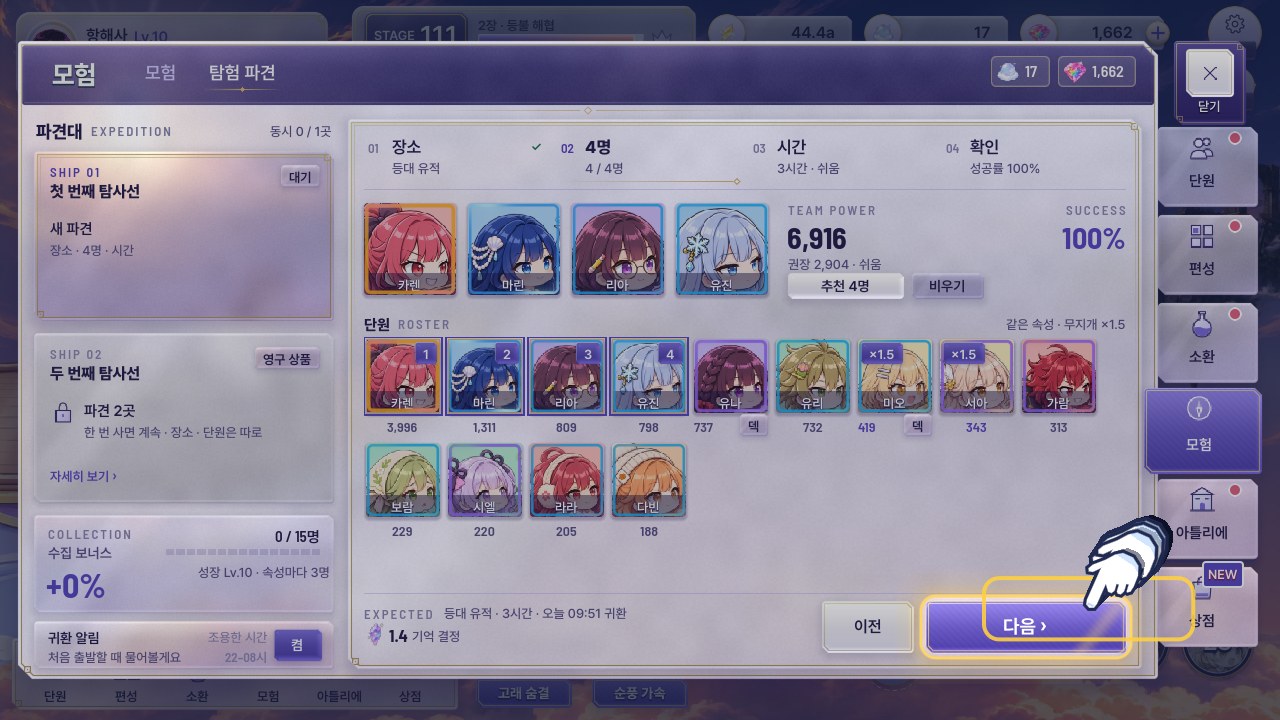 항해사 Lv.10
STAGE 111
2장 · 등불 해협
44.4a
17
1,662
모험
모험
탐험 파견
17
1,662
닫기
파견대 EXPEDITION
동시 0 / 1곳
SHIP 01
대기
첫 번째 탐사선
새 파견
장소 · 4명 · 시간
SHIP 02
영구 상품
두 번째 탐사선
파견 2곳
한 번 사면 계속 · 장소 · 단원은 따로
자세히 보기 ›
COLLECTION
0 / 15명
수집 보너스
+0%
성장 Lv.10 · 속성마다 3명
귀환 알림
조용한 시간
처음 출발할 때 물어볼게요
22-08시
켬
01 장소
등대 유적
02 4명
4 / 4명
03 시간
3시간 · 쉬움
04 확인
성공률 100%
카렌
마린
리아
유진
TEAM POWER
SUCCESS
6,916
100%
권장 2,904 · 쉬움
추천 4명
비우기
단원 ROSTER
같은 속성 · 무지개 ×1.5
1
2
3
4
×1.5
×1.5
카렌
마린
리아
유진
유나
유리
미오
서아
가람
3,996
1,311
809
798
737
덱
732
419
덱
343
313
보람
시엘
라라
다빈
229
220
205
188
EXPECTED 등대 유적 · 3시간 · 오늘 09:51 귀환
1.4 기억 결정
이전
다음 ›
단원
편성
소환
모험
아틀리에
NEW
상점
단원
편성
소환
모험
아틀리에
상점
고래 숨결
순풍 가속